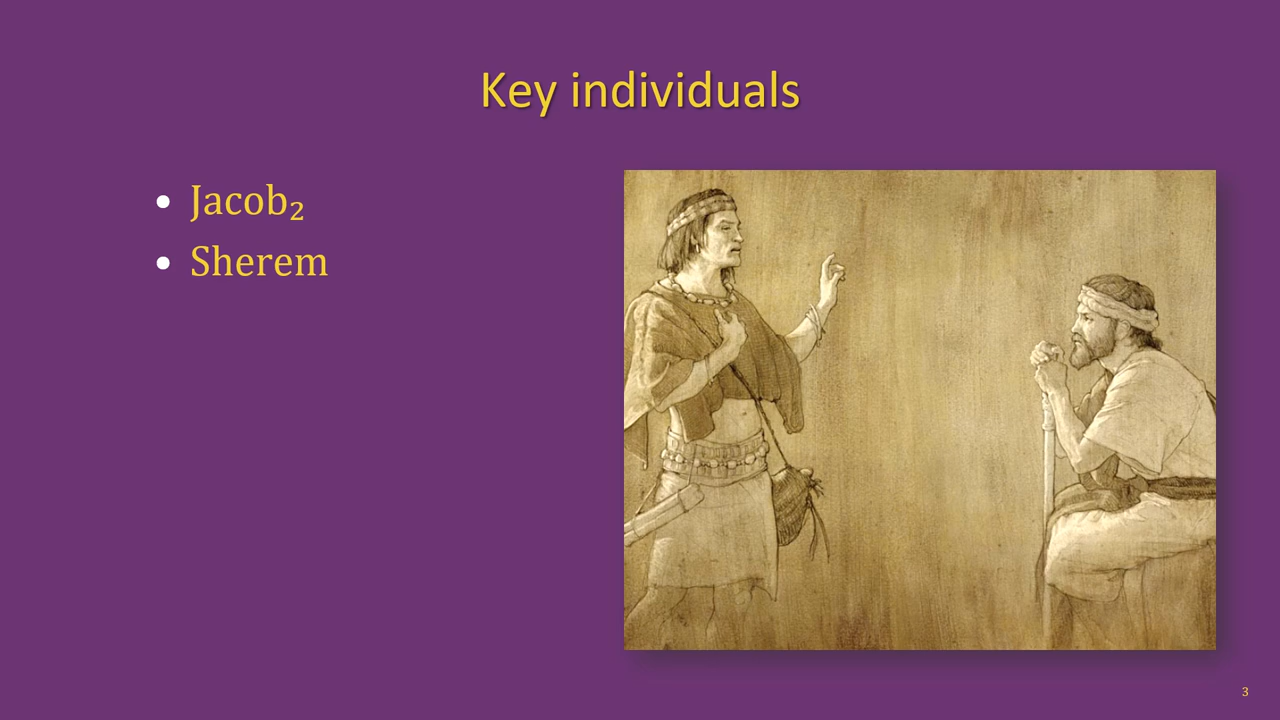 Key individuals
• Jacob₂
• Sherem
3